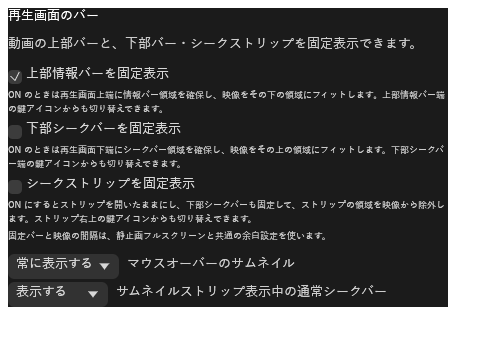 再生画面のバー
動画の上部バーと、下部バー・シークストリップを固定表示できます。
上部情報バーを固定表示
ON のときは再生画面上端に情報バー領域を確保し、映像をその下の領域にフィットします。上部情報バー端
の鍵アイコンからも切り替えできます。
下部シークバーを固定表示
ON のときは再生画面下端にシークバー領域を確保し、映像をその上の領域にフィットします。下部シークバ
ー端の鍵アイコンからも切り替えできます。
シークストリップを固定表示
ON にするとストリップを開いたままにし、下部シークバーも固定して、ストリップの領域を映像から除外し
ます。ストリップ右上の鍵アイコンからも切り替えできます。
固定バーと映像の間隔は、静止画フルスクリーンと共通の余白設定を使います。
常に表示する マウスオーバーのサムネイル
表示する サムネイルストリップ表示中の通常シークバー